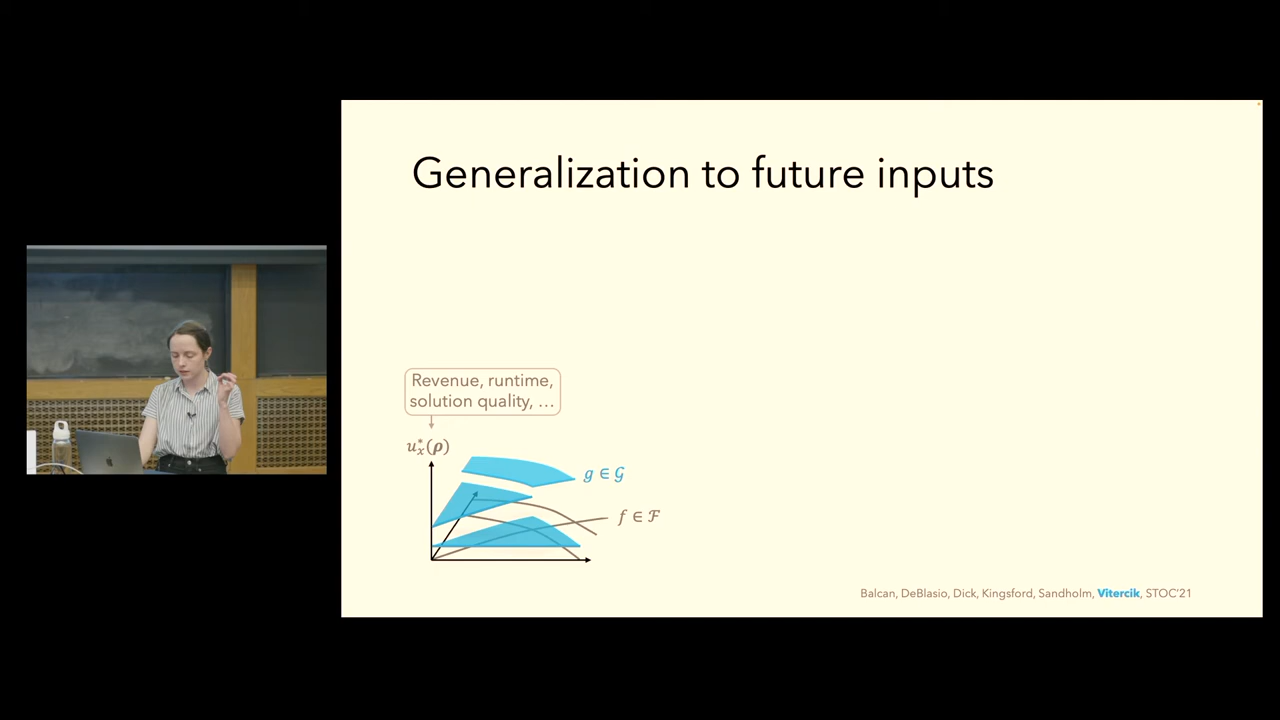 Generalization to future inputs
Revenue, runtime,
solution quality, …
u*ₓ(ρ)
g ∈ 𝒢
f ∈ ℱ
Balcan, DeBlasio, Dick, Kingsford, Sandholm, Vitercik, STOC'21